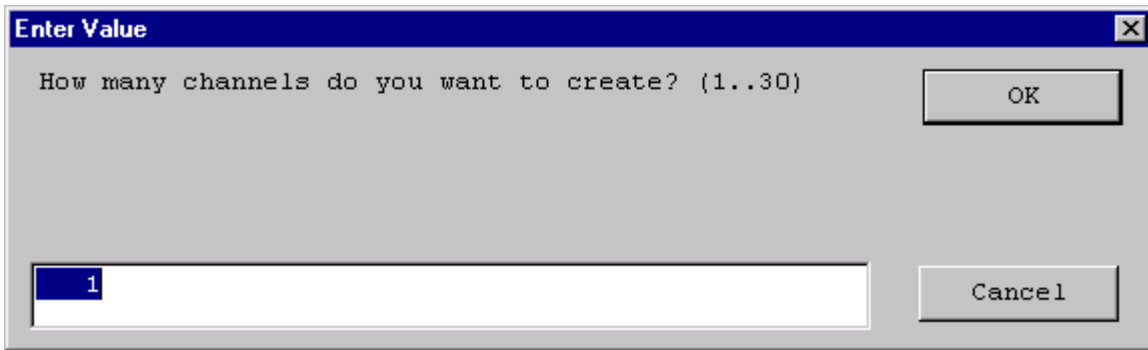 Enter Value
How many channels do you want to create? (1..30)
OK
1
Cancel